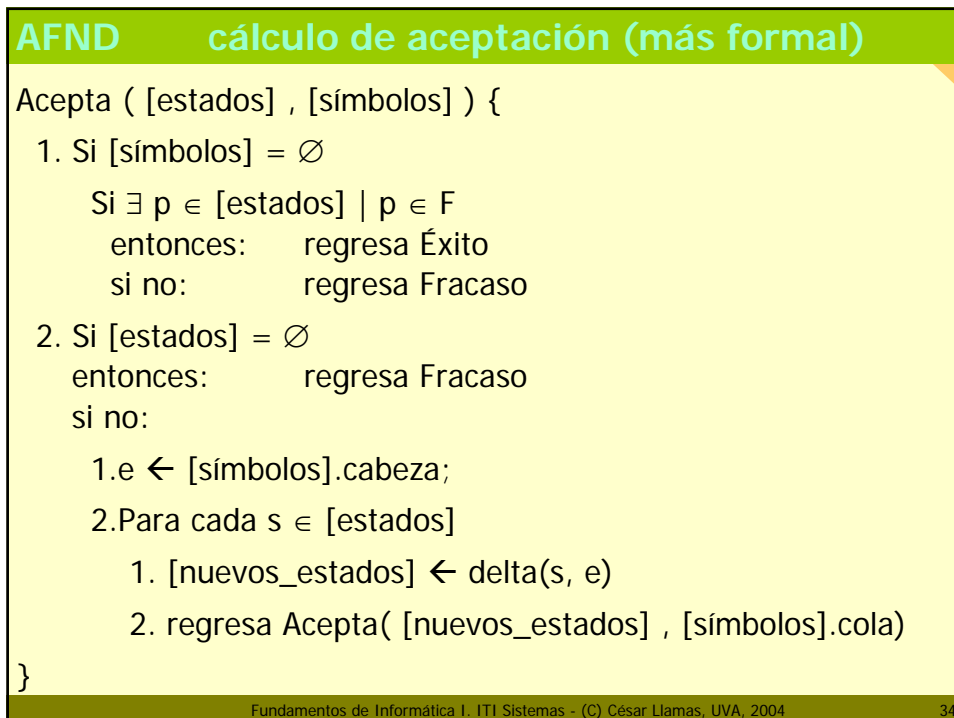 AFND cálculo de aceptación (más formal)
Acepta ( [estados] , [símbolos] ) {
1. Si [símbolos] = ∅
Si ∃ p ∈ [estados] | p ∈ F
entonces: regresa Éxito
si no: regresa Fracaso
2. Si [estados] = ∅
entonces: regresa Fracaso
si no:
1.e ← [símbolos].cabeza;
2.Para cada s ∈ [estados]
1. [nuevos_estados] ← delta(s, e)
2. regresa Acepta( [nuevos_estados] , [símbolos].cola)
}
Fundamentos de Informática I. ITI Sistemas - (C) César Llamas, UVA, 2004 34